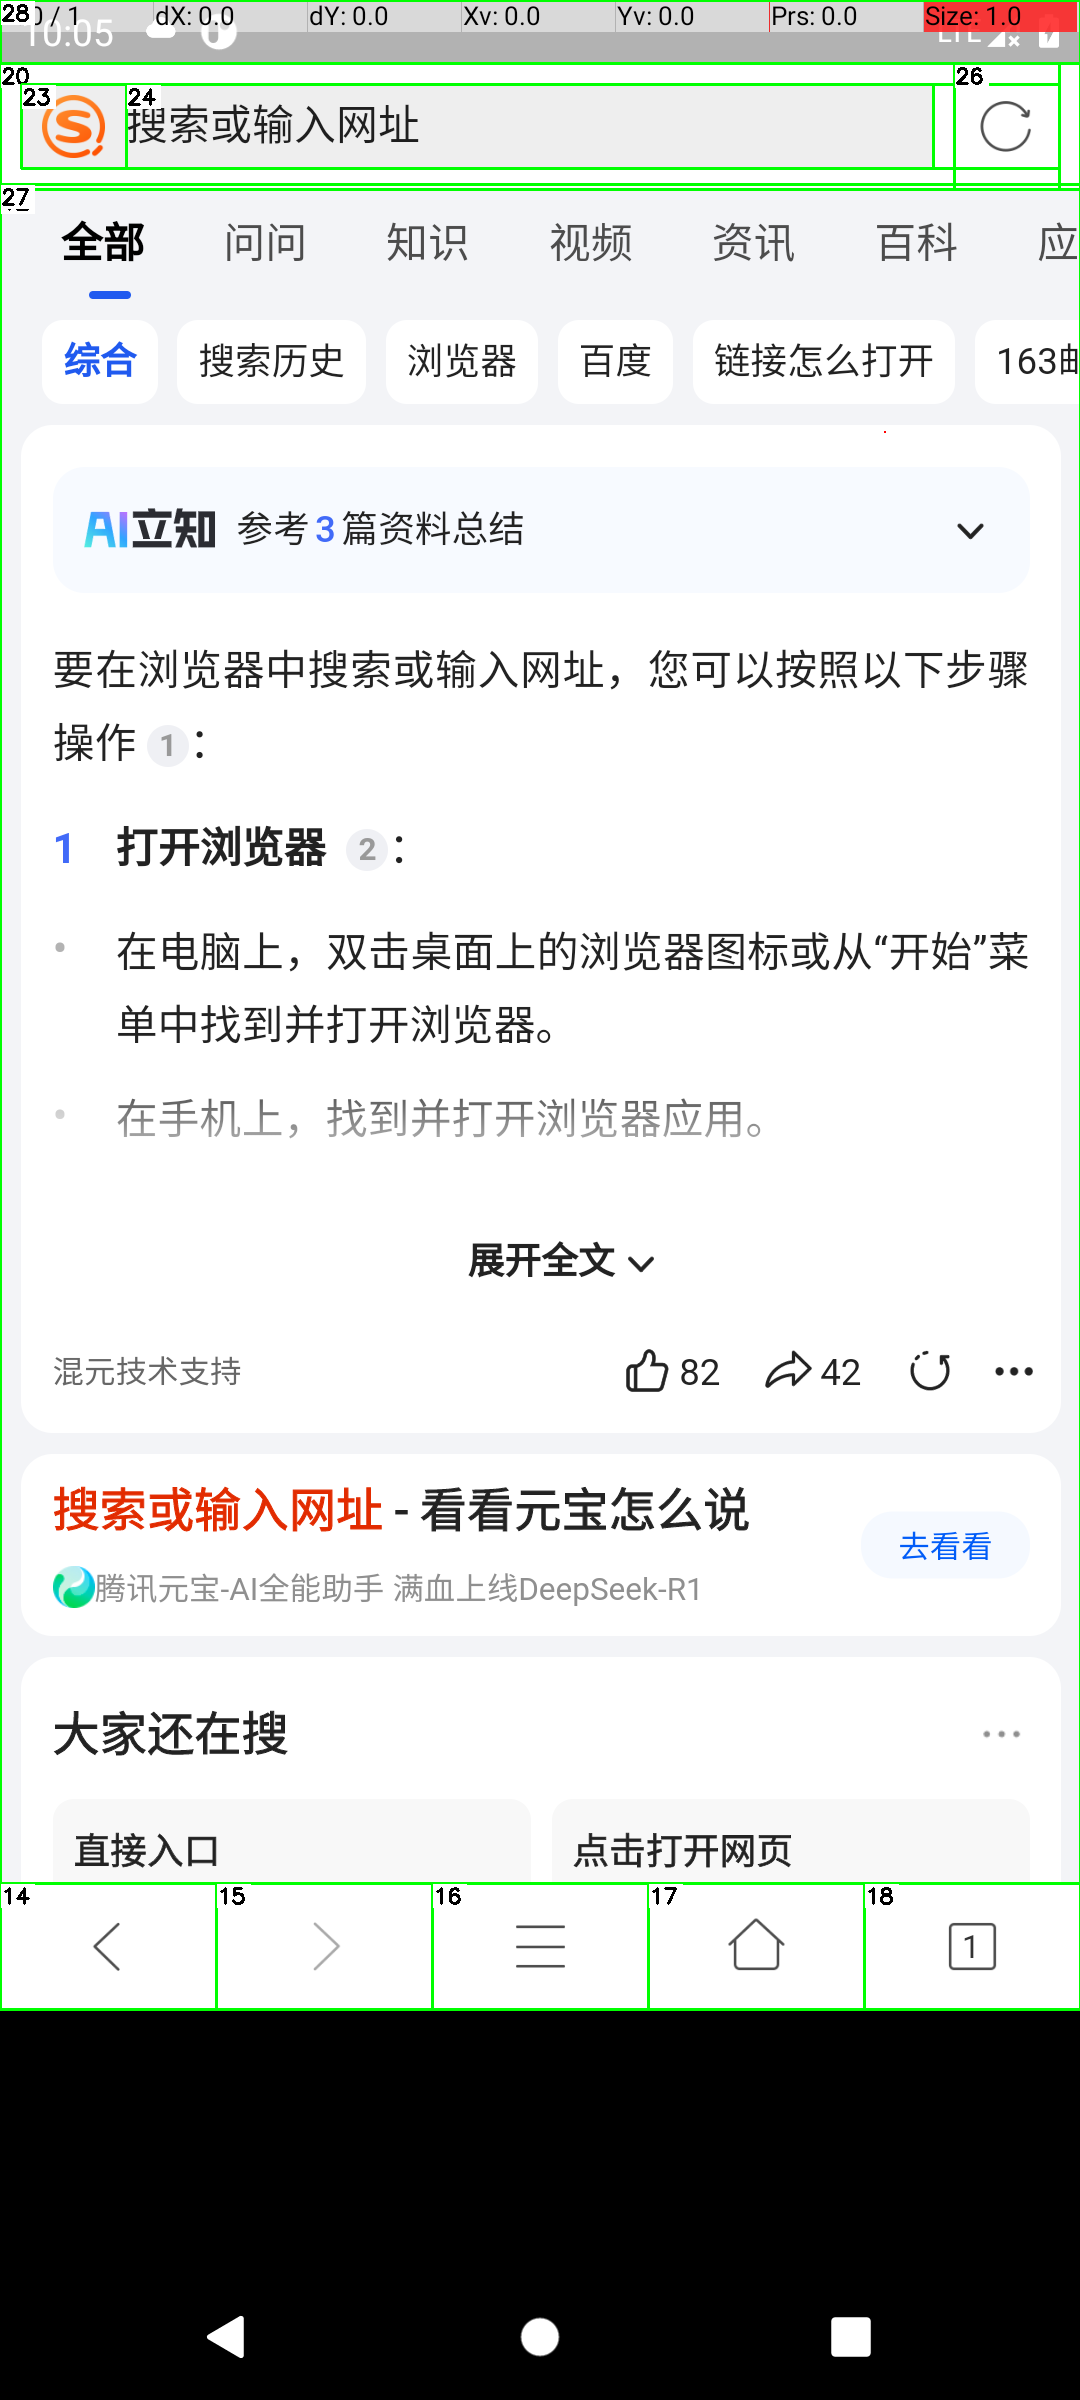 28
0 / 1 dX: 0.0 dY: 0.0 Xv: 0.0 Yv: 0.0 Prs: 0.0 Size: 1.0
10:05 LTE
20 26
23 24
搜索或输入网址
27
全部 问问 知识 视频 资讯 百科 应
综合 搜索历史 浏览器 百度 链接怎么打开 163邮
AI立知 参考3篇资料总结
要在浏览器中搜索或输入网址，您可以按照以下步骤
操作 1：
1 打开浏览器 2：
在电脑上，双击桌面上的浏览器图标或从“开始”菜
单中找到并打开浏览器。
在手机上，找到并打开浏览器应用。
展开全文
混元技术支持 82 42
搜索或输入网址 - 看看元宝怎么说
去看看
腾讯元宝-AI全能助手 满血上线DeepSeek-R1
大家还在搜
直接入口 点击打开网页
14 15 16 17 18
1